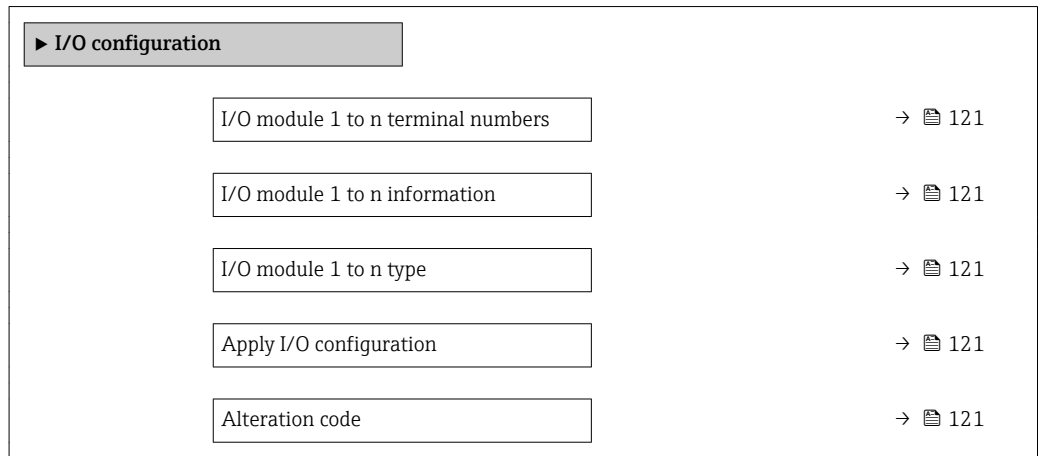 ► I/O configuration
I/O module 1 to n terminal numbers → 121
I/O module 1 to n information → 121
I/O module 1 to n type → 121
Apply I/O configuration → 121
Alteration code → 121